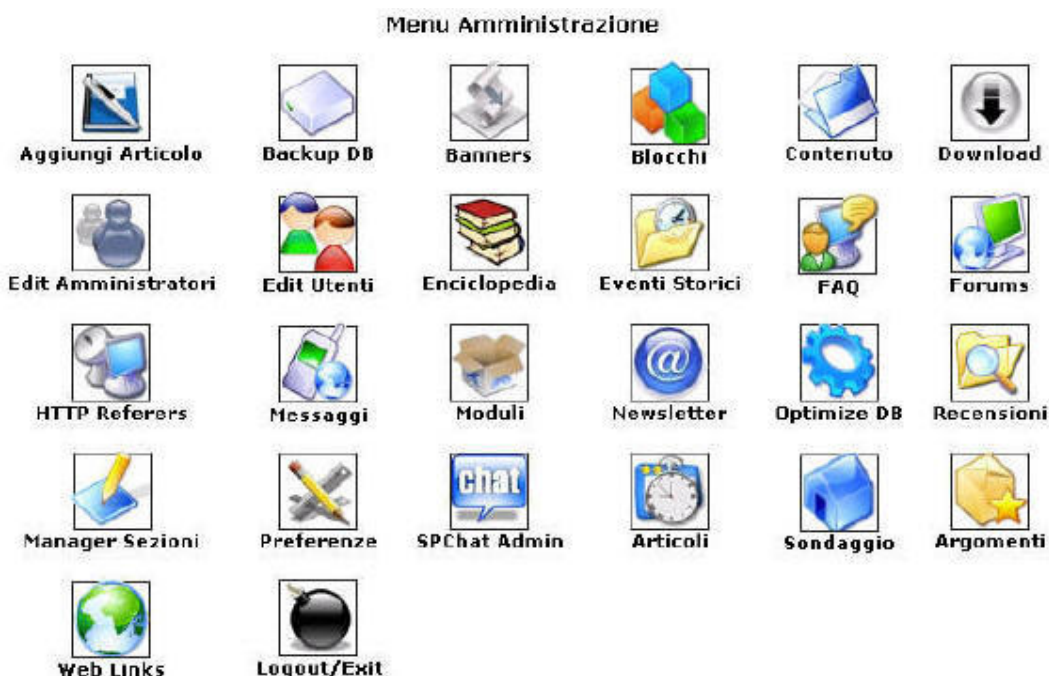 Menu Amministrazione
Aggiungi Articolo Backup DB Banners Blocchi Contenuto Download
Edit Amministratori Edit Utenti Enciclopedia Eventi Storici FAQ Forums
@
HTTP Referers Messaggi Moduli Newsletter Optimize DB Recensioni
chat
Manager Sezioni Preferenze SPChat Admin Articoli Sondaggio Argomenti
Web Links Logout/Exit